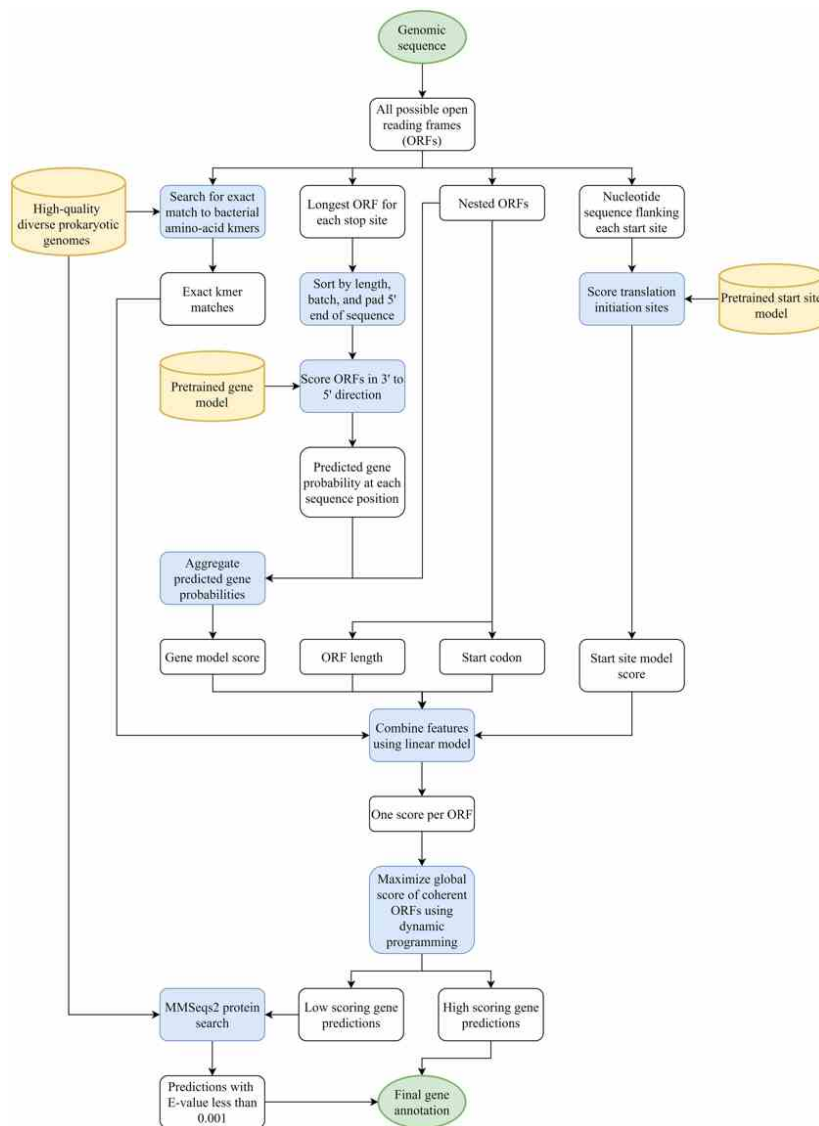 Genomic
sequence
All possible open
reading frames
(ORFs)
High-quality
diverse prokaryotic
genomes
Search for exact
match to bacterial
amino-acid kmers
Longest ORF for
each stop site
Nested ORFs
Nucleotide
sequence flanking
each start site
Exact kmer
matches
Sort by length,
batch, and pad 5'
end of sequence
Score translation
initiation sites
Pretrained start site
model
Pretrained gene
model
Score ORFs in 3' to
5' direction
Predicted gene
probability at each
sequence position
Aggregate
predicted gene
probabilities
Gene model score
ORF length
Start codon
Start site model
score
Combine features
using linear model
One score per ORF
Maximize global
score of coherent
ORFs using
dynamic
programming
MMSeqs2 protein
search
Low scoring gene
predictions
High scoring gene
predictions
Predictions with
E-value less than
0.001
Final gene
annotation